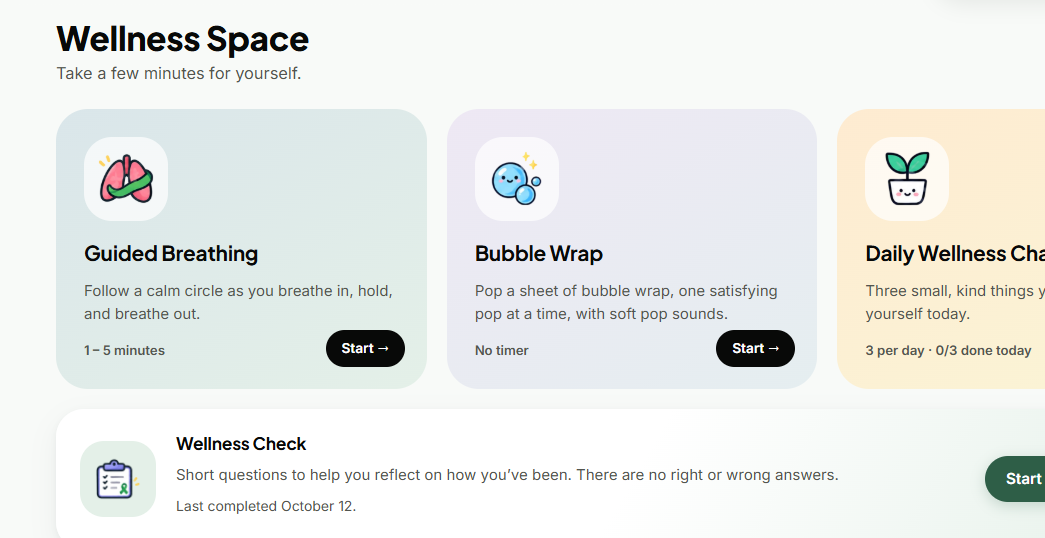 Wellness Space
Take a few minutes for yourself.
Guided Breathing
Follow a calm circle as you breathe in, hold,
and breathe out.
1 – 5 minutes
Start →
Bubble Wrap
Pop a sheet of bubble wrap, one satisfying
pop at a time, with soft pop sounds.
No timer
Start →
Daily Wellness
Three small, kind things
yourself today.
3 per day · 0/3 done today
Wellness Check
Short questions to help you reflect on how you’ve been. There are no right or wrong answers.
Last completed October 12.
Start